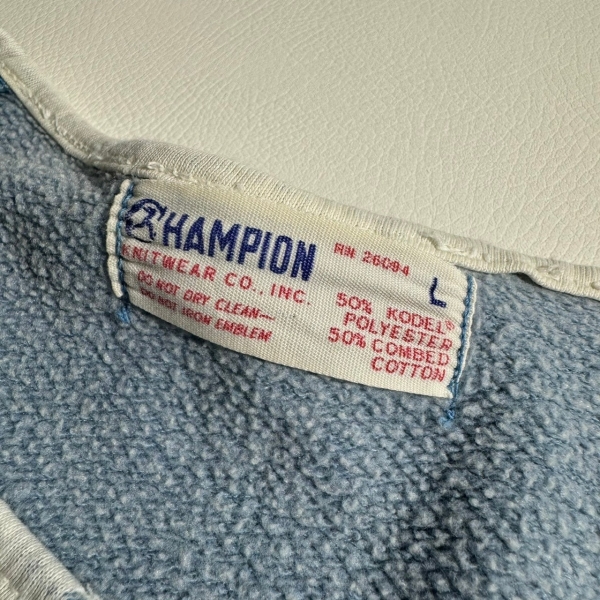 CHAMPION
KNITWEAR CO., INC.
DO NOT DRY CLEAN—
DO NOT IRON EMBLEM
RN 26094
L
50% KODEL®
POLYESTER
50% COMBED
COTTON